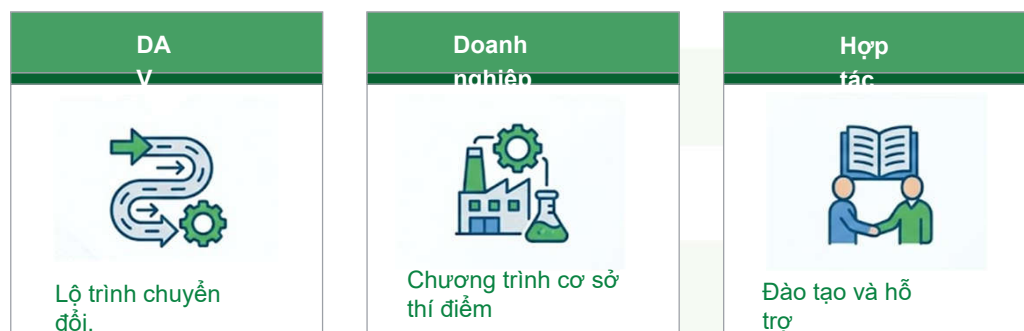 DA
V
Doanh
nghiệp
Hợp
tác
Lộ trình chuyển
đổi.
Chương trình cơ sở
thí điểm
Đào tạo và hỗ
trợ